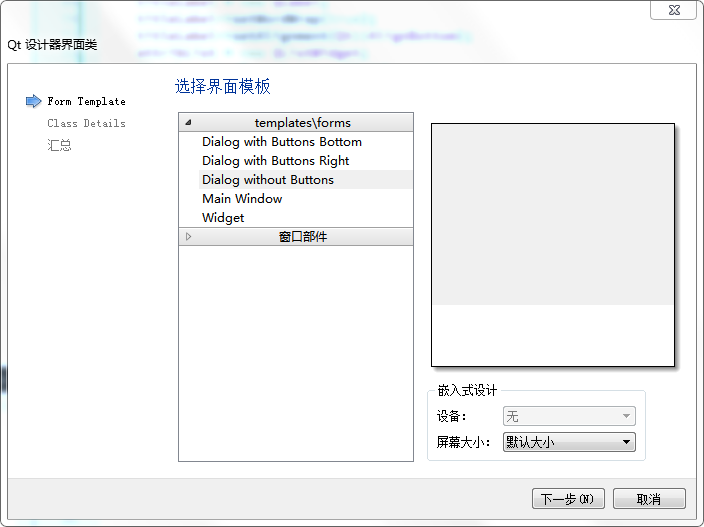 Qt 设计器界面类
选择界面模板
Form Template
Class Details
汇总
templates\forms
Dialog with Buttons Bottom
Dialog with Buttons Right
Dialog without Buttons
Main Window
Widget
窗口部件
嵌入式设计
设备：
无
屏幕大小：
默认大小
下一步(N)
取消